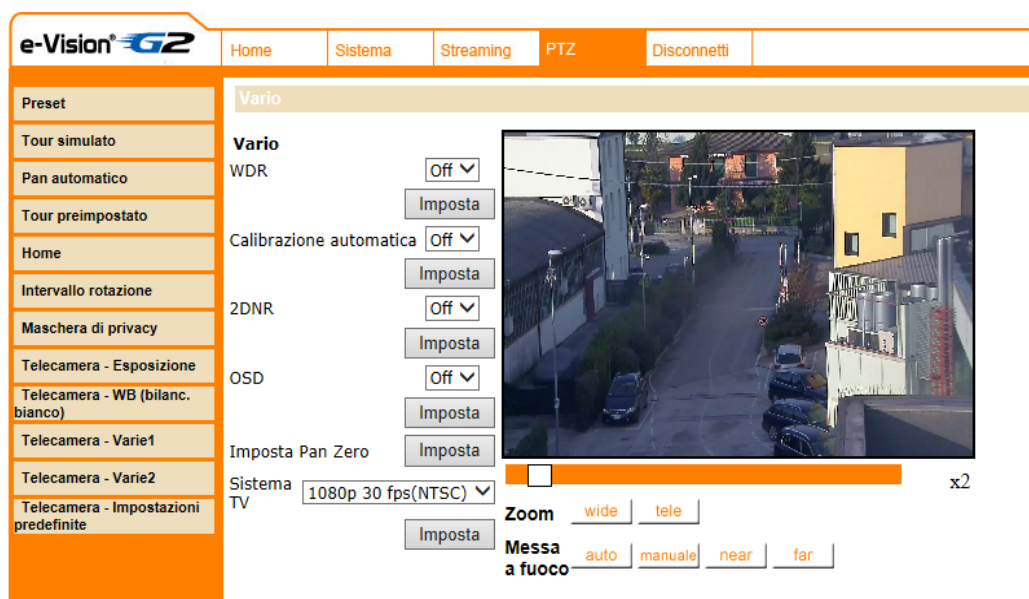 e-Vision® G2
Home
Sistema
Streaming
PTZ
Disconnetti
Preset
Tour simulato
Pan automatico
Tour preimpostato
Home
Intervallo rotazione
Maschera di privacy
Telecamera - Esposizione
Telecamera - WB (bilanc.
bianco)
Telecamera - Varie1
Telecamera - Varie2
Telecamera - Impostazioni
predefinite
Vario
Vario
WDR Off
Imposta
Calibrazione automatica Off
Imposta
2DNR Off
Imposta
OSD Off
Imposta
Imposta Pan Zero Imposta
Sistema
TV 1080p 30 fps(NTSC)
Imposta
x2
Zoom wide tele
Messa
a fuoco auto manuale near far